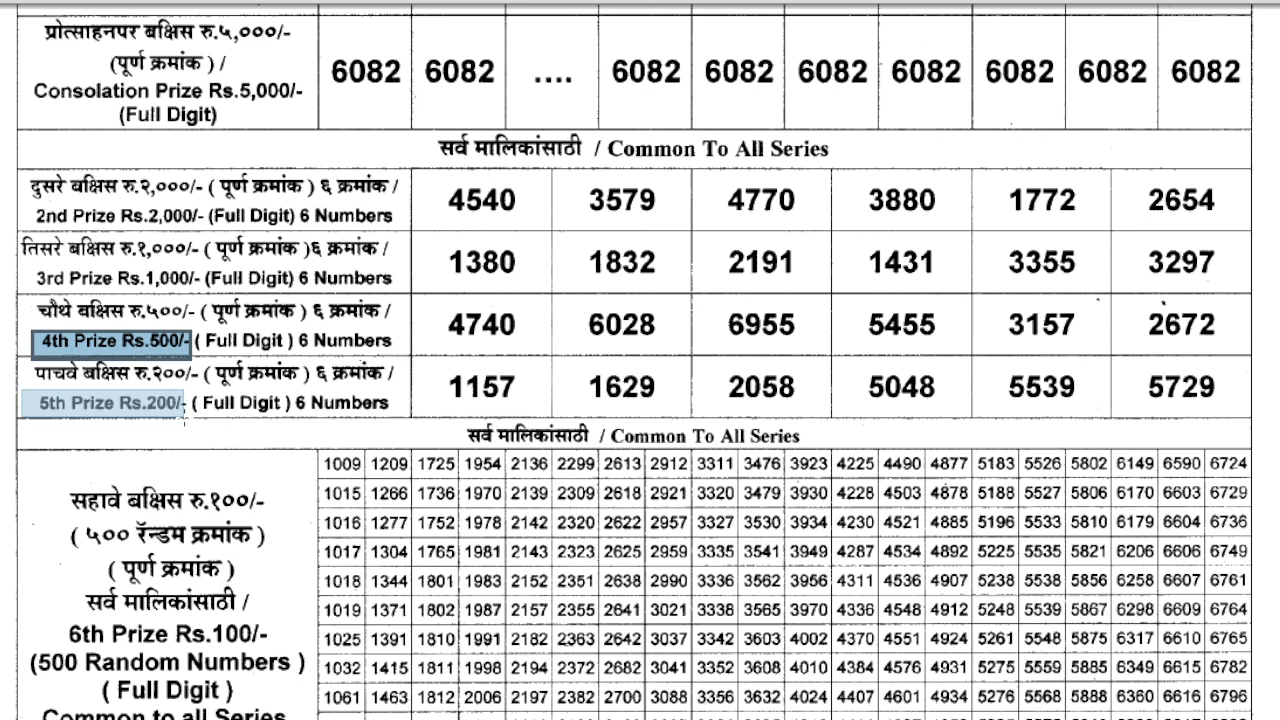 प्रोत्साहनपर बक्षिस रु.५,०००/-
(पूर्ण क्रमांक ) /
Consolation Prize Rs.5,000/-
(Full Digit)
6082 6082 .... 6082 6082 6082 6082 6082 6082 6082
सर्व मालिकांसाठी / Common To All Series
दुसरे बक्षिस रु.२,०००/- ( पूर्ण क्रमांक ) ६ क्रमांक /
2nd Prize Rs.2,000/- (Full Digit) 6 Numbers
4540 3579 4770 3880 1772 2654
तिसरे बक्षिस रु.१,०००/- ( पूर्ण क्रमांक )६ क्रमांक /
3rd Prize Rs.1,000/- (Full Digit) 6 Numbers
1380 1832 2191 1431 3355 3297
चौथे बक्षिस रु.५००/- ( पूर्ण क्रमांक ) ६ क्रमांक /
4th Prize Rs.500/- ( Full Digit ) 6 Numbers
4740 6028 6955 5455 3157 2672
पाचवे बक्षिस रु.२००/- ( पूर्ण क्रमांक ) ६ क्रमांक /
5th Prize Rs.200/- ( Full Digit ) 6 Numbers
1157 1629 2058 5048 5539 5729
सर्व मालिकांसाठी / Common To All Series
सहावे बक्षिस रु.१००/-
( ५०० रॅन्डम क्रमांक )
( पूर्ण क्रमांक )
सर्व मालिकांसाठी /
6th Prize Rs.100/-
(500 Random Numbers )
( Full Digit )
Common to all Series
1009 1209 1725 1954 2136 2299 2613 2912 3311 3476 3923 4225 4490 4877 5183 5526 5802 6149 6590 6724
1015 1266 1736 1970 2139 2309 2618 2921 3320 3479 3930 4228 4503 4878 5188 5527 5806 6170 6603 6729
1016 1277 1752 1978 2142 2320 2622 2957 3327 3530 3934 4230 4521 4885 5196 5533 5810 6179 6604 6736
1017 1304 1765 1981 2143 2323 2625 2959 3335 3541 3949 4287 4534 4892 5225 5535 5821 6206 6606 6749
1018 1344 1801 1983 2152 2351 2638 2990 3336 3562 3956 4311 4536 4907 5238 5538 5856 6258 6607 6761
1019 1371 1802 1987 2157 2355 2641 3021 3338 3565 3970 4336 4548 4912 5248 5539 5867 6298 6609 6764
1025 1391 1810 1991 2182 2363 2642 3037 3342 3603 4002 4370 4551 4924 5261 5548 5875 6317 6610 6765
1032 1415 1811 1998 2194 2372 2682 3041 3352 3608 4010 4384 4576 4931 5275 5559 5885 6349 6615 6782
1061 1463 1812 2006 2197 2382 2700 3088 3356 3632 4024 4407 4601 4934 5276 5568 5888 6360 6616 6796